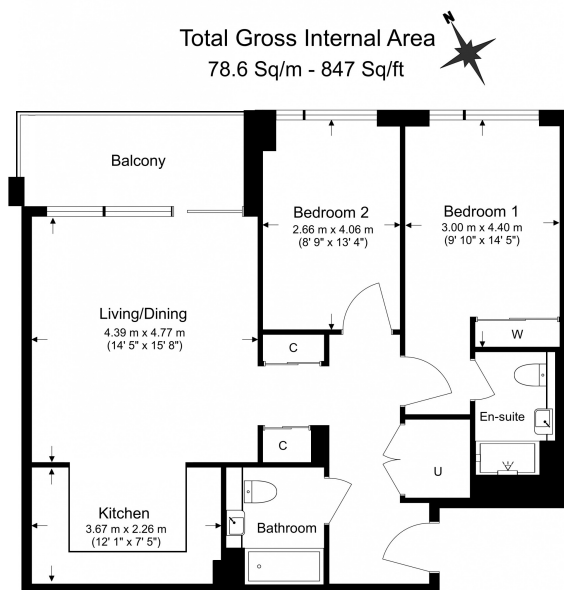 N
Total Gross Internal Area
78.6 Sq/m - 847 Sq/ft
Balcony
Bedroom 2
2.66 m x 4.06 m
(8' 9" x 13' 4")
Bedroom 1
3.00 m x 4.40 m
(9' 10" x 14' 5")
Living/Dining
4.39 m x 4.77 m
(14' 5" x 15' 8")
C
W
En-suite
C
U
Kitchen
3.67 m x 2.26 m
(12' 1" x 7' 5")
Bathroom